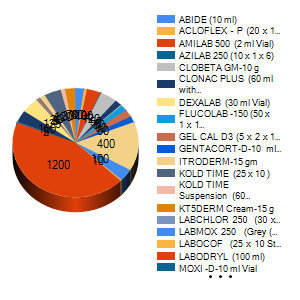 ABIDE (10 ml)
ACLOFLEX - P (20 x 1...
AMILAB 500 (2 ml Vial)
AZILAB 250 (10 x 1 x 6)
CLOBETA GM-10 g
CLONAC PLUS (60 ml
with...
DEXALAB (30 ml Vial)
FLUCOLAB -150 (50 x
1 x 1...
GEL CAL D3 (5 x 2 x 1...
GENTACORT-D-10 ml...
ITRODERM-15 gm
KOLD TIME (25 x 10 )
KOLD TIME
Suspension (60...
KT5DERM Cream-15 g
LABCHLOR 250 (30 x...
LABMOX 250 (Grey (...
LABOCOF (25 x 10 St...
LABODRYL (100 ml)
MOXI -D-10 ml Vial
...
400
100
1200